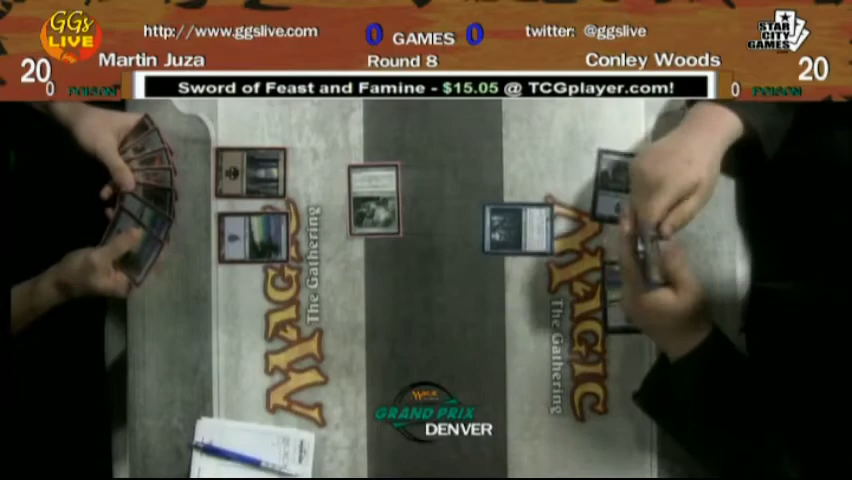 GGs
LIVE
http://www.ggslive.com
0 GAMES 0
twitter: @ggslive
STAR
CITY
GAMES
20
Martin Juza
Round 8
Conley Woods
20
0 POISON
Sword of Feast and Famine - $15.05 @ TCGplayer.com!
0 POISON
MAGIC
The Gathering
MAGIC
The Gathering
MAGIC
GRAND PRIX
DENVER